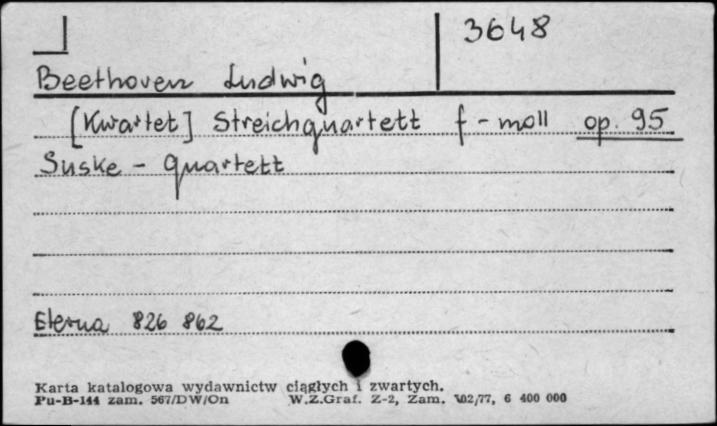 3648
Beethoven Ludwig
[Kwartet] Streichquartett f-moll op. 95
Suske - Quartett
Eterna 826 862
Karta katalogowa wydawnictw ciągłych i zwartych.
Pu-B-144 zam. 567/DW/On W.Z.Graf. Z-2, Zam. 102/77, 6 400 000